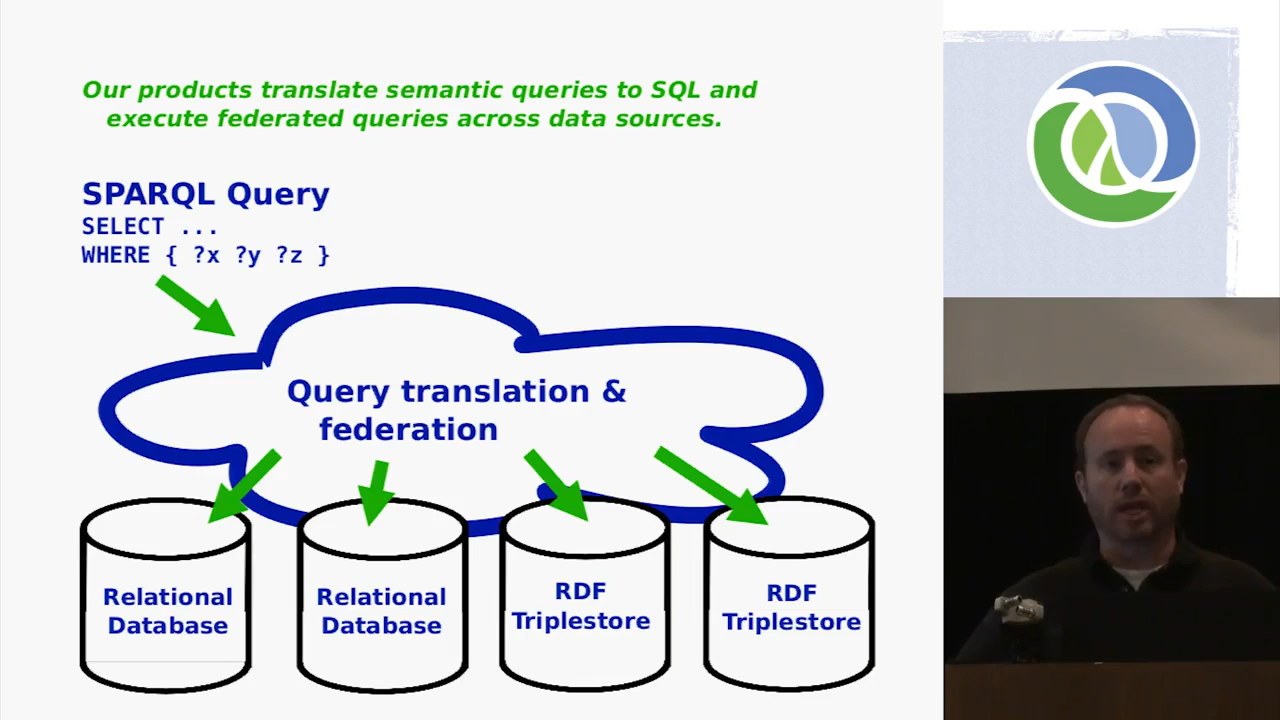 Our products translate semantic queries to SQL and
execute federated queries across data sources.
SPARQL Query
SELECT ...
WHERE { ?x ?y ?z }
Query translation &
federation
Relational
Database
Relational
Database
RDF
Triplestore
RDF
Triplestore